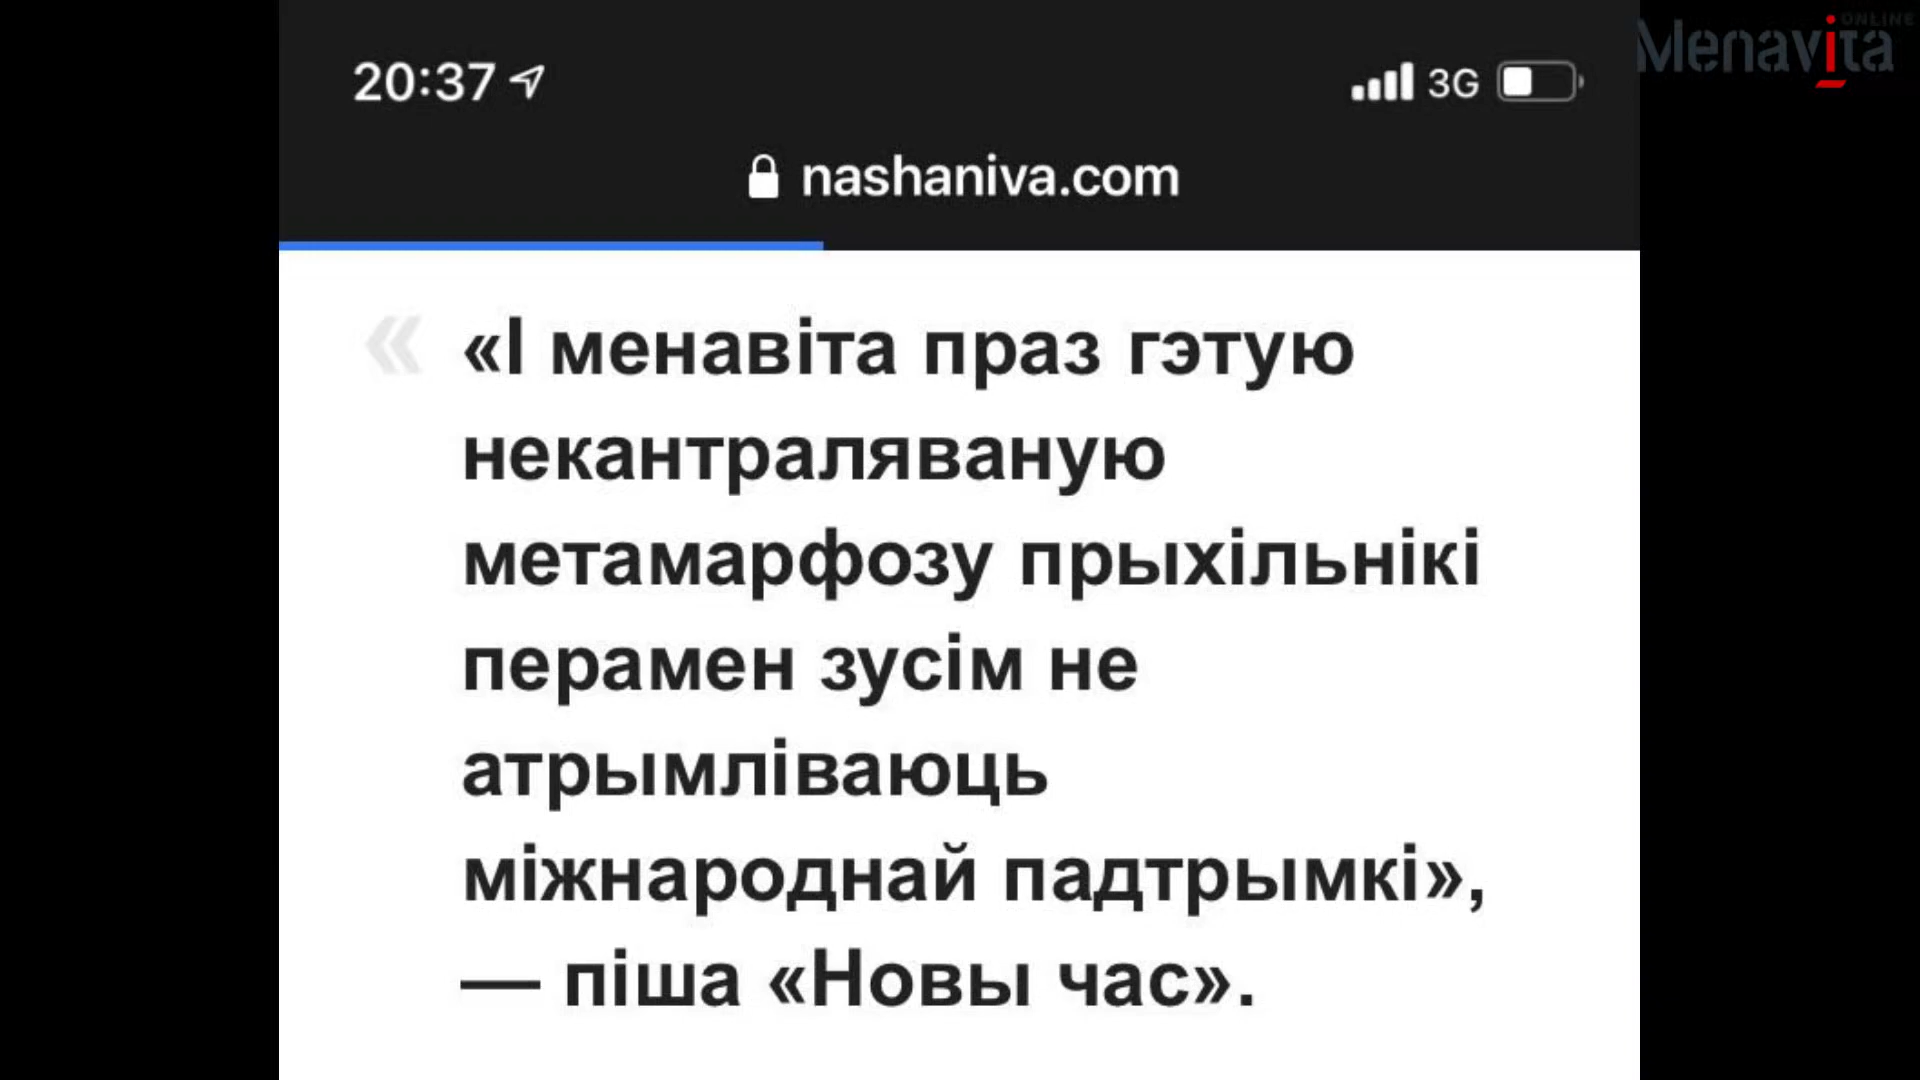 20:37
3G
ONLINE
Menavita
nashaniva.com
«І менавіта праз гэтую
некантраляваную
метамарфозу прыхільнікі
перамен зусім не
атрымліваюць
міжнароднай падтрымкі»,
— піша «Новы час».